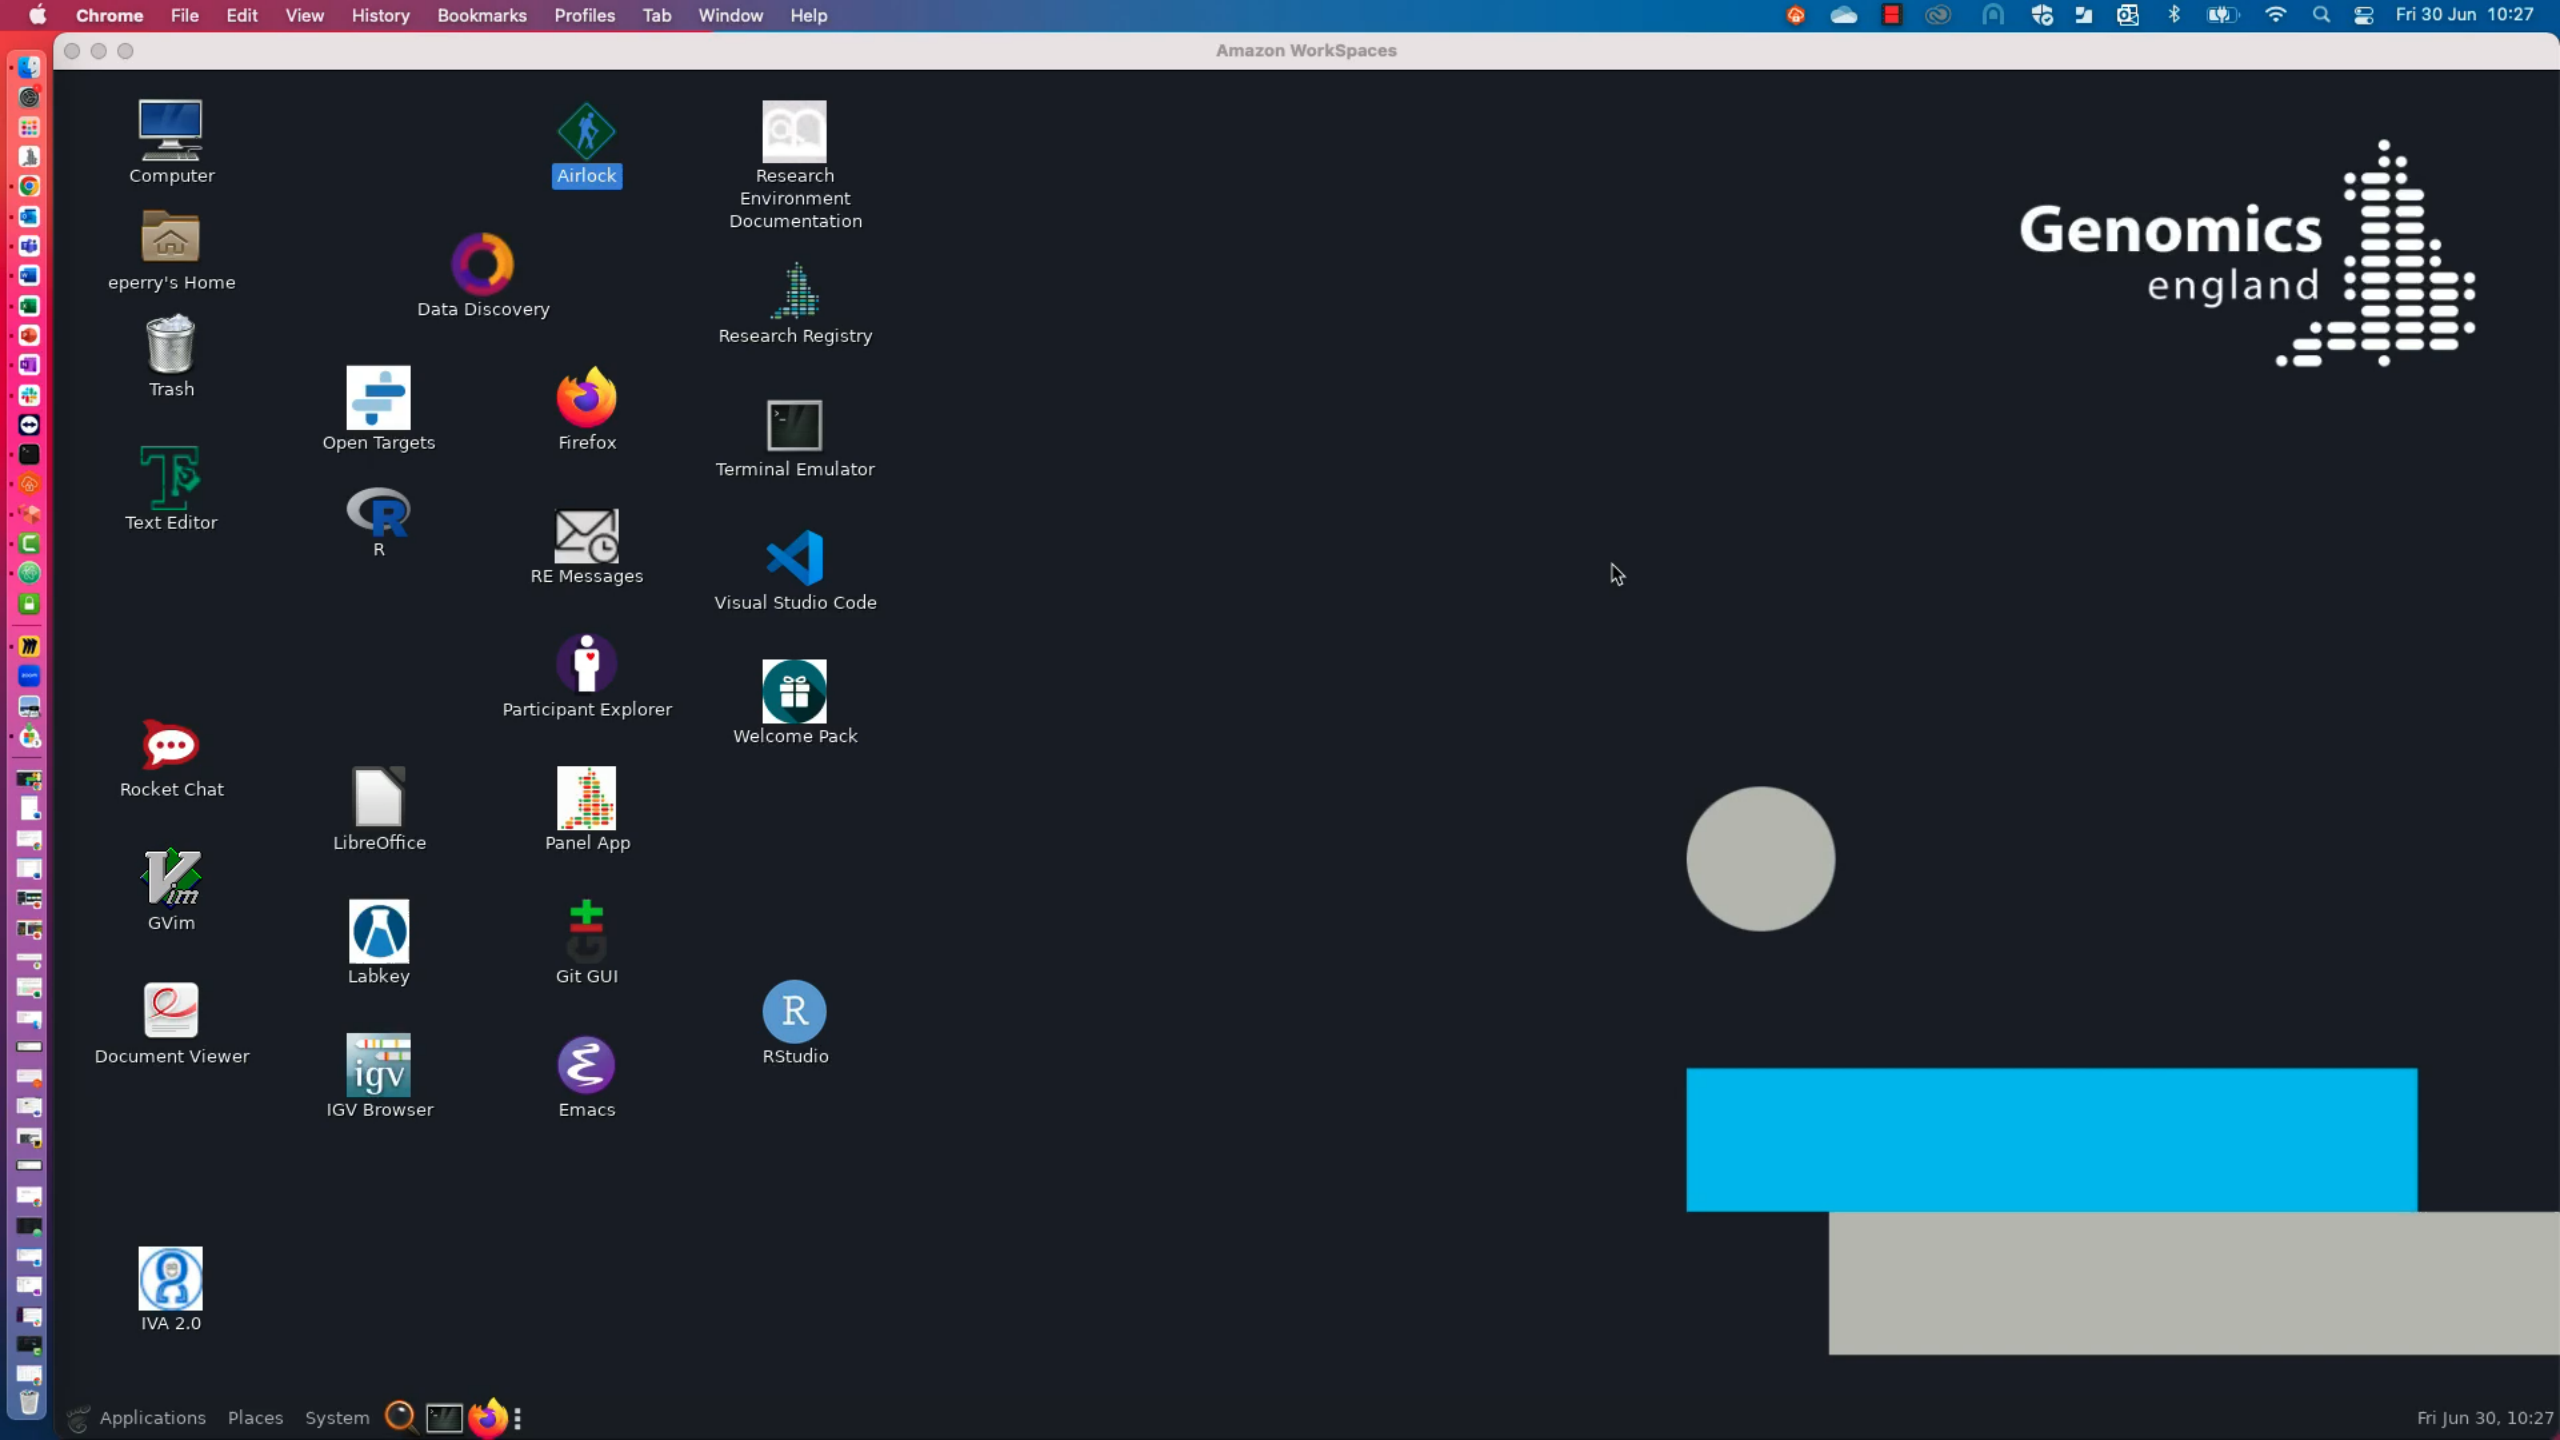 Chrome File Edit View History Bookmarks Profiles Tab Window Help
Fri 30 Jun 10:27
Amazon WorkSpaces
Computer
Airlock
Research
Environment
Documentation
eperry's Home
Data Discovery
Research Registry
Trash
Open Targets
Firefox
Terminal Emulator
Text Editor
R
RE Messages
Visual Studio Code
Participant Explorer
Welcome Pack
Rocket Chat
LibreOffice
Panel App
Vim
GVim
Labkey
Git GUI
R
RStudio
Document Viewer
igv
IGV Browser
Emacs
IVA 2.0
Genomics
england
Applications Places System
Fri Jun 30, 10:27